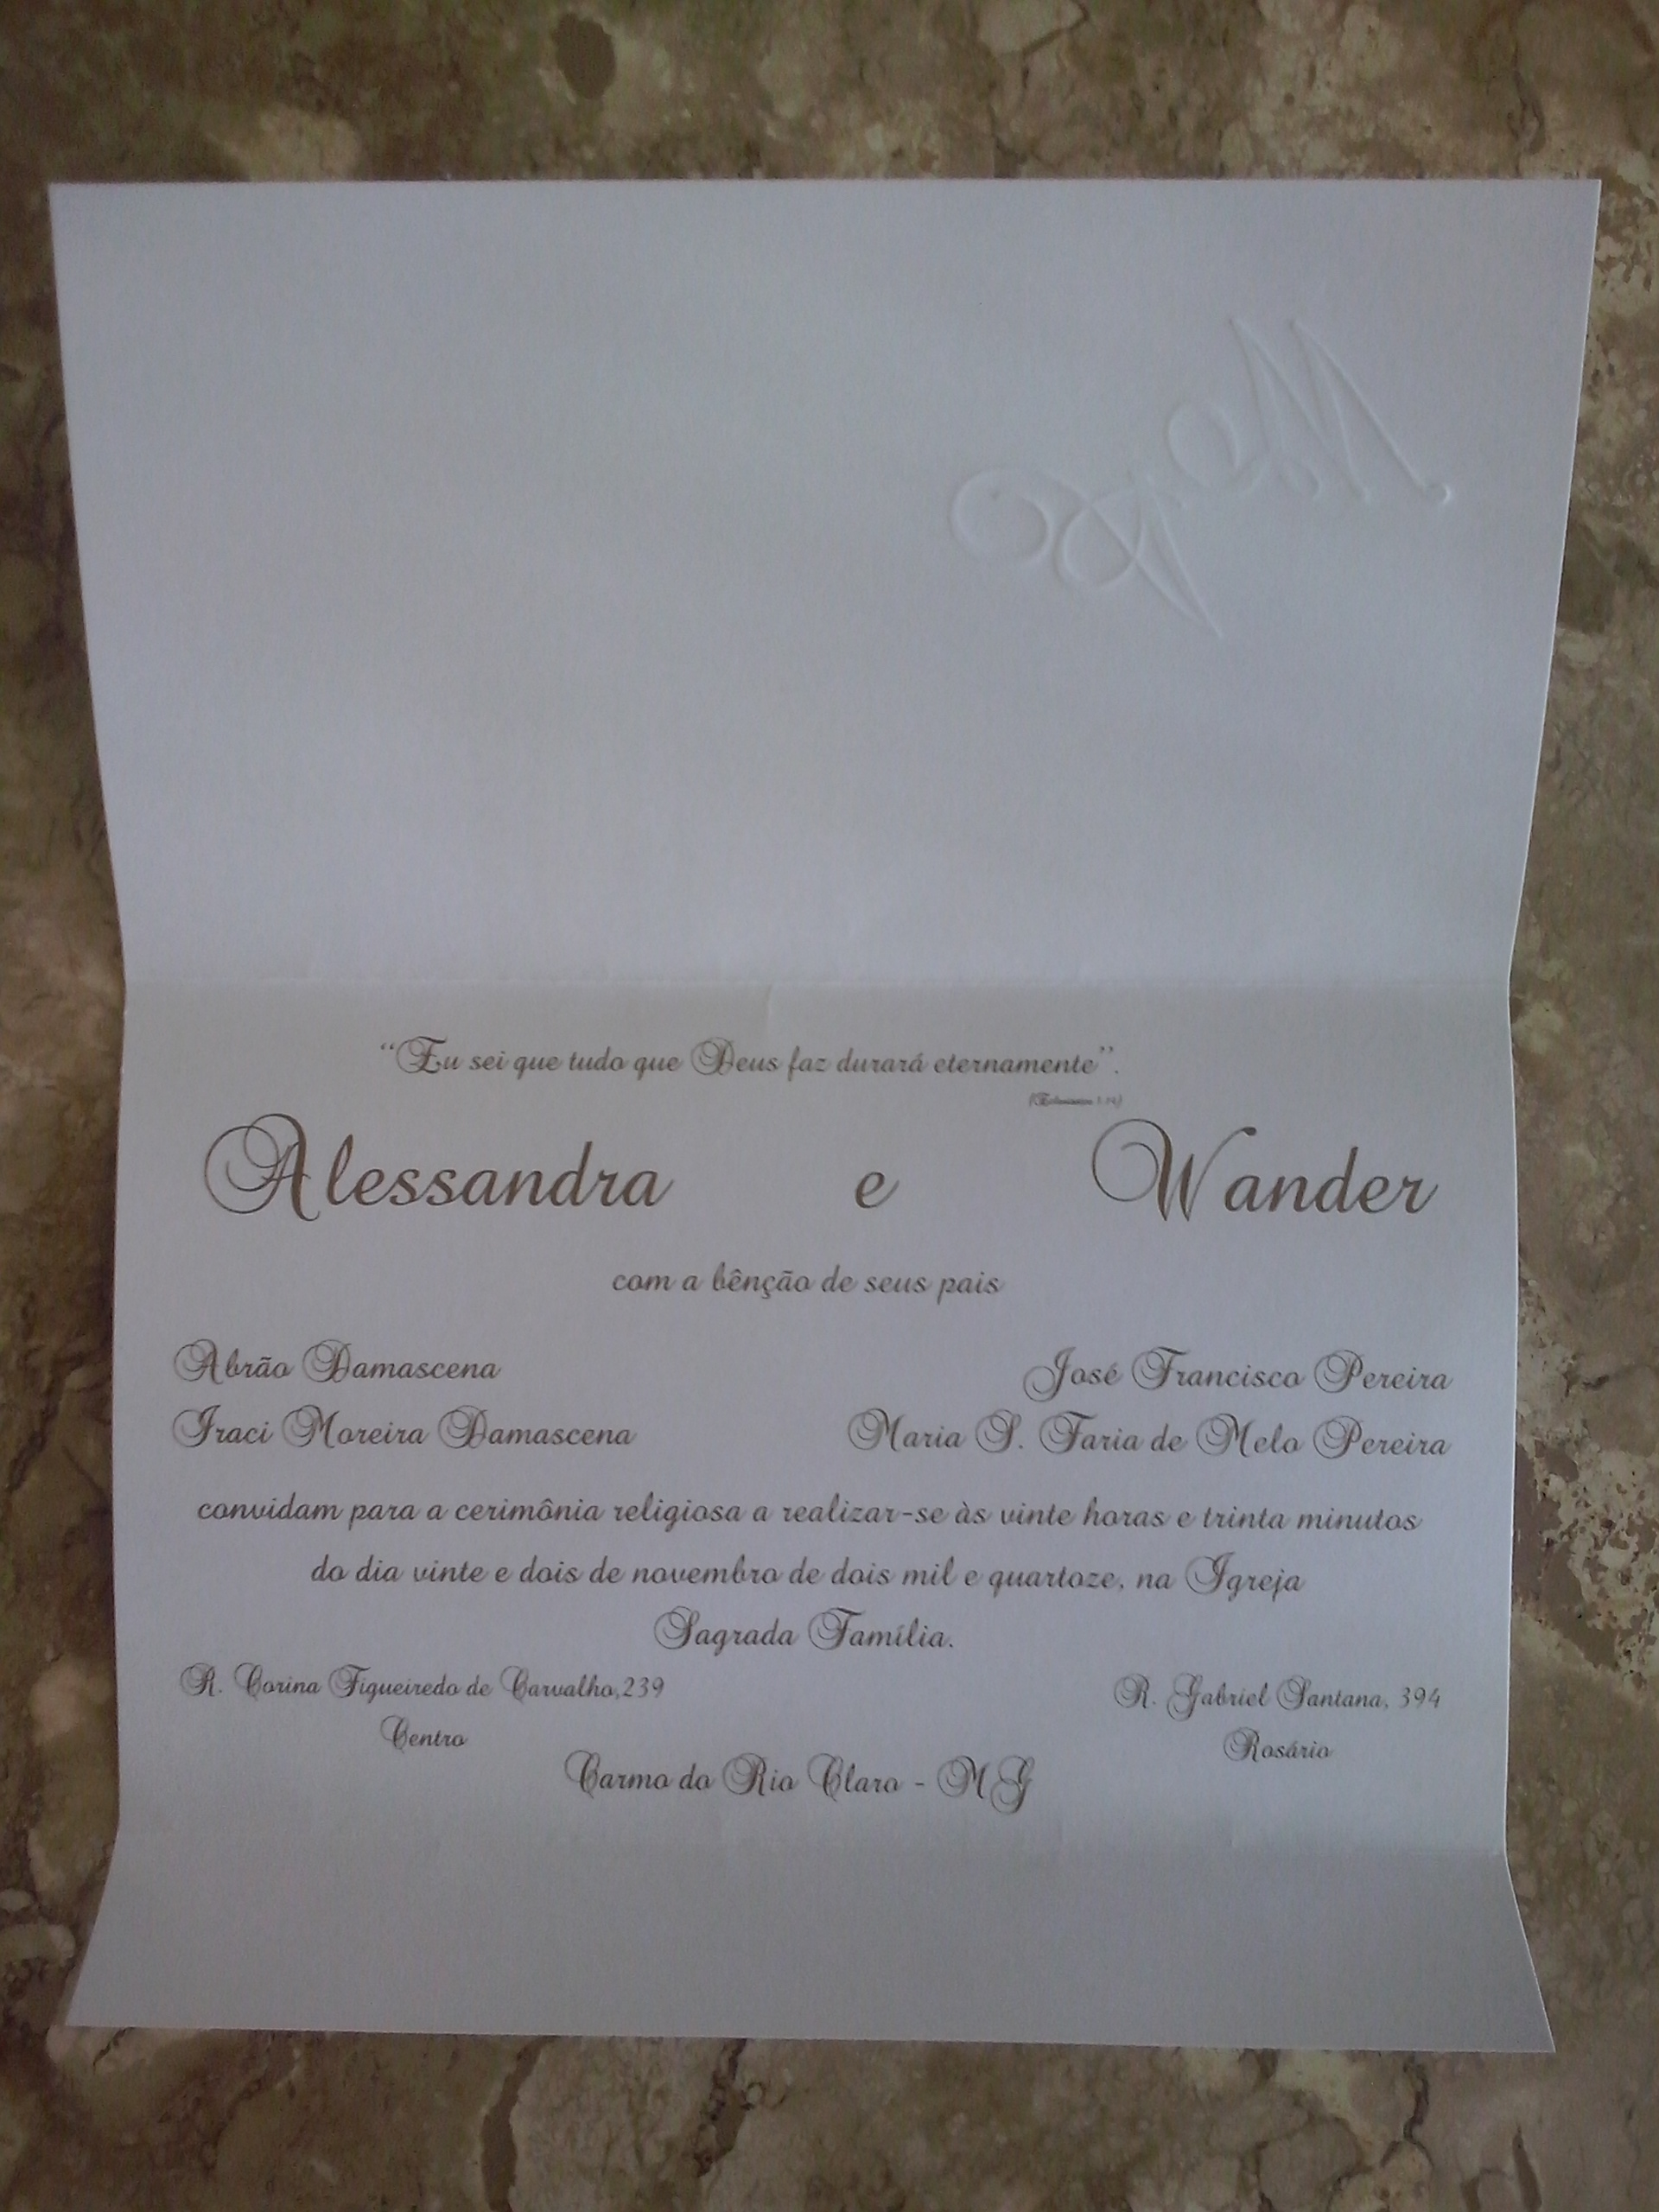 “Eu sei que tudo que Deus faz durará eternamente”.
Alessandra e Wander
com a bênção de seus pais
Abrão Damascena
Iraci Moreira Damascena
José Francisco Pereira
Maria S. Faria de Melo Pereira
convidam para a cerimônia religiosa a realizar-se às vinte horas e trinta minutos
do dia vinte e dois de novembro de dois mil e quartoze, na Igreja
Sagrada Família.
R. Corina Figueiredo de Carvalho,239
Centro
R. Gabriel Santana, 394
Rosário
Carmo do Rio Claro - MG